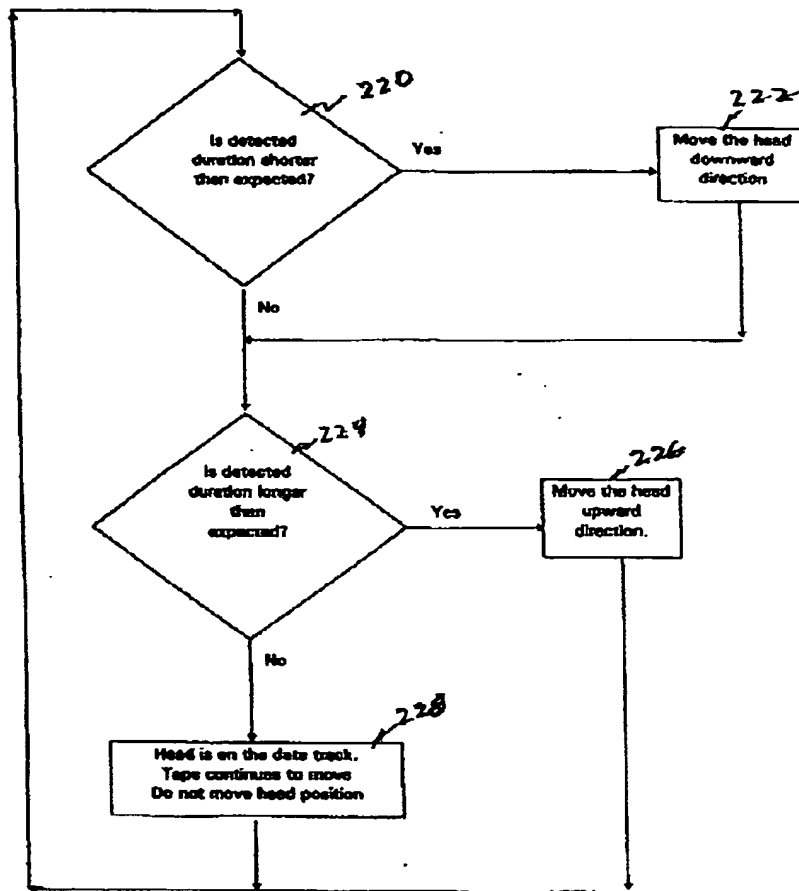 220
Is detected
duration shorter
than expected?
Yes
222
Move the head
downward
direction
No
224
Is detected
duration longer
than
expected?
Yes
226
Move the head
upward
direction.
No
228
Head is on the data track.
Tape continues to move
Do not move head position